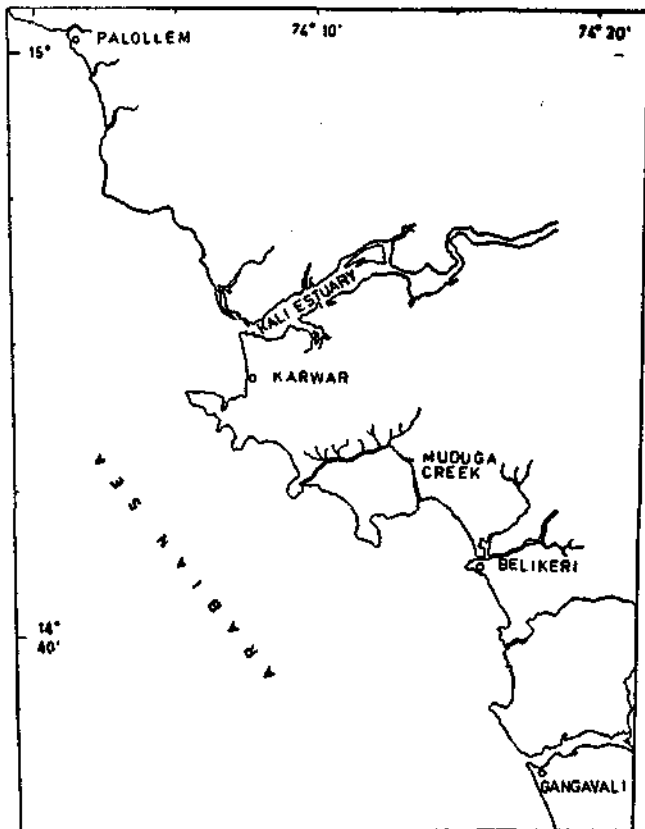 74° 10'
74° 20'
PALOLLEM
15°
KALI ESTUARY
KARWAR
MUDUGA
CREEK
BELIKERI
ARABIAN SEA
14°
40'
GANGAVALI